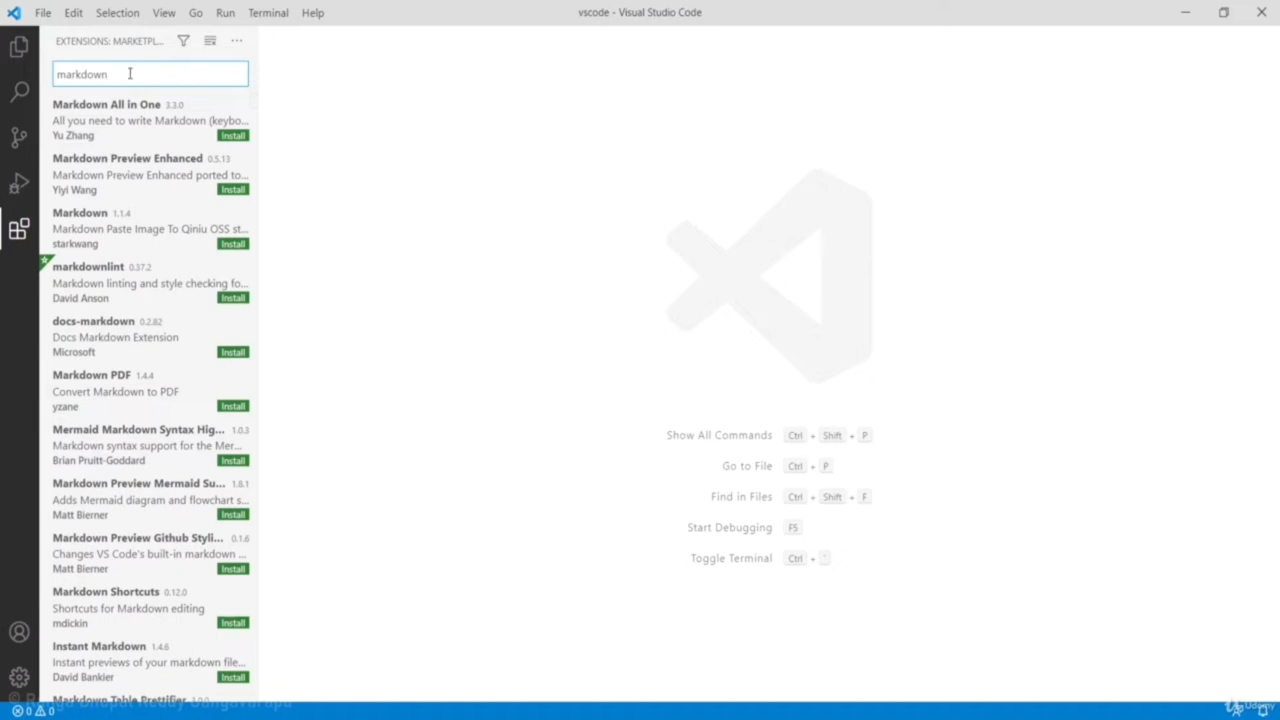 File Edit Selection View Go Run Terminal Help
vscode - Visual Studio Code
EXTENSIONS: MARKETPL...
markdown
Markdown All in One 3.3.0
All you need to write Markdown (keybo...
Yu Zhang Install
Markdown Preview Enhanced 0.5.13
Markdown Preview Enhanced ported to...
Yiyi Wang Install
Markdown 1.1.4
Markdown Paste Image To Qiniu OSS st...
starkwang Install
markdownlint 0.37.2
Markdown linting and style checking fo...
David Anson Install
docs-markdown 0.2.82
Docs Markdown Extension
Microsoft Install
Markdown PDF 1.4.4
Convert Markdown to PDF
yzane Install
Mermaid Markdown Syntax Hig... 1.0.3
Markdown syntax support for the Mer...
Brian Pruitt-Goddard Install
Markdown Preview Mermaid Su... 1.8.1
Adds Mermaid diagram and flowchart s...
Matt Bierner Install
Markdown Preview Github Styli... 0.1.6
Changes VS Code's built-in markdown ...
Matt Bierner Install
Markdown Shortcuts 0.12.0
Shortcuts for Markdown editing
mdickin Install
Instant Markdown 1.4.6
Instant previews of your markdown file...
David Bankier Install
Markdown Table Prettifier
Show All Commands Ctrl + Shift + P
Go to File Ctrl + P
Find in Files Ctrl + Shift + F
Start Debugging F5
Toggle Terminal Ctrl + `
0 0
Udemy